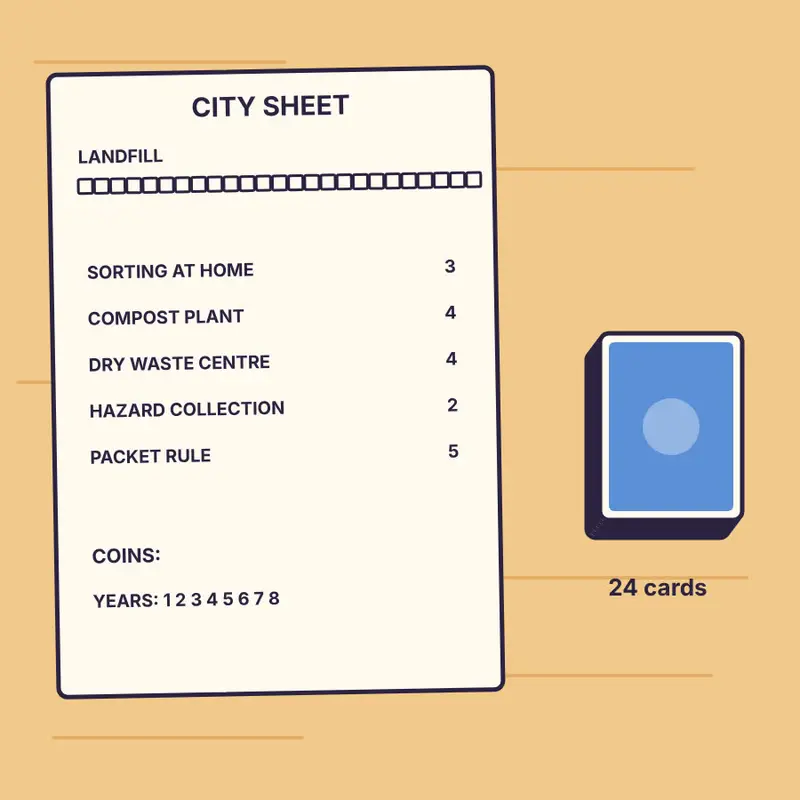 CITY SHEET
LANDFILL
SORTING AT HOME 3
COMPOST PLANT 4
DRY WASTE CENTRE 4
HAZARD COLLECTION 2
PACKET RULE 5
COINS:
YEARS: 1 2 3 4 5 6 7 8
24 cards